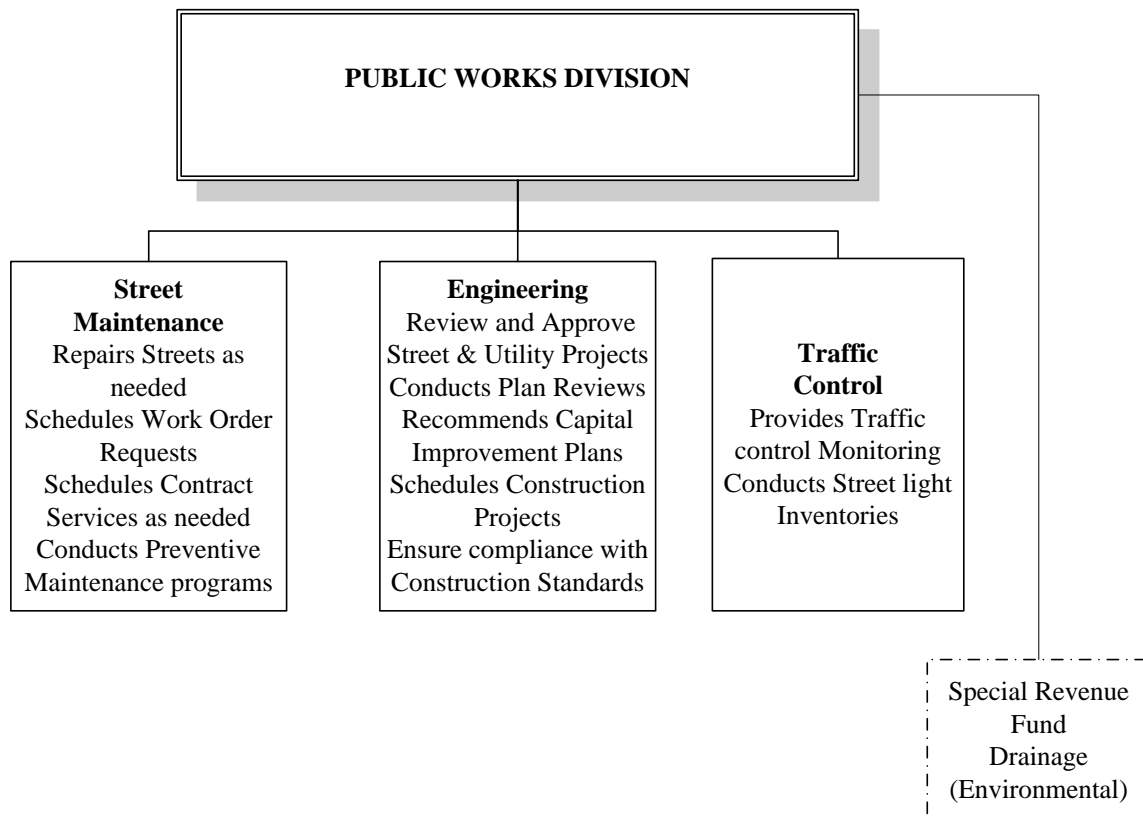 PUBLIC WORKS DIVISION
Street
Maintenance
Repairs Streets as
needed
Schedules Work Order
Requests
Schedules Contract
Services as needed
Conducts Preventive
Maintenance programs
Engineering
Review and Approve
Street & Utility Projects
Conducts Plan Reviews
Recommends Capital
Improvement Plans
Schedules Construction
Projects
Ensure compliance with
Construction Standards
Traffic
Control
Provides Traffic
control Monitoring
Conducts Street light
Inventories
Special Revenue
Fund
Drainage
(Environmental)